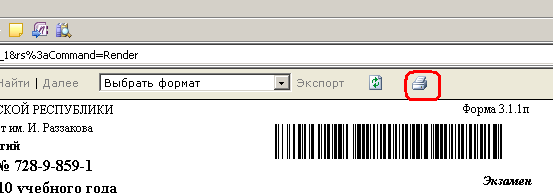 _1&rs%3aCommand=Render
Найти | Далее Выбрать формат Экспорт
СКОЙ РЕСПУБЛИКИ Форма 3.1.1п
т им. И. Раззакова
гий
№ 728-9-859-1
Экзамен
10 учебного года